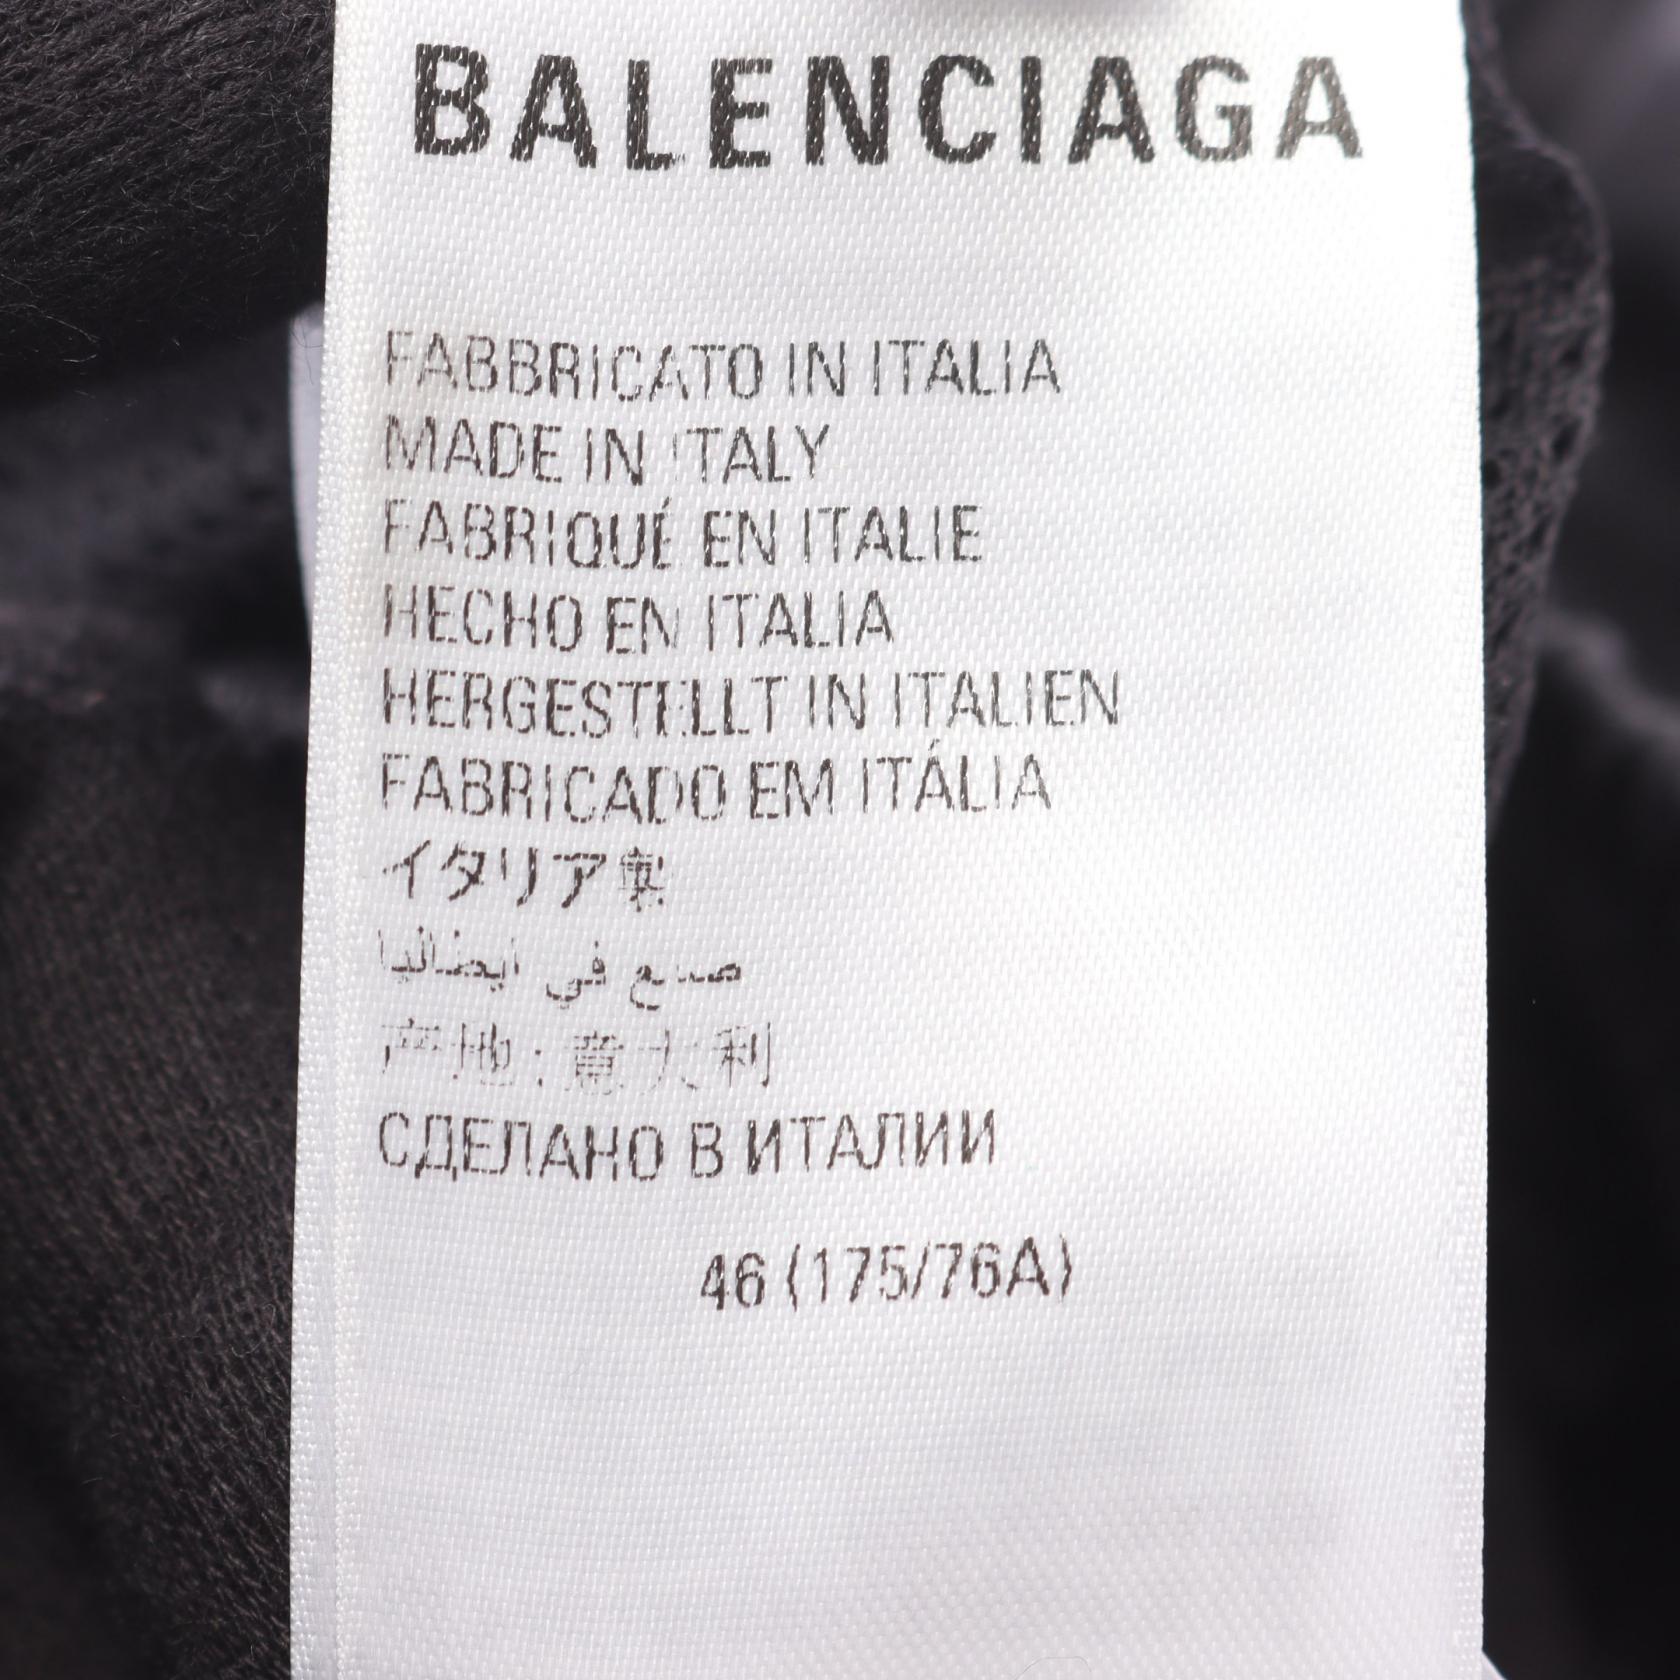 BALENCIAGA
FABBRICATO IN ITALIA
MADE IN ITALY
FABRIQUÉ EN ITALIE
HECHO EN ITALIA
HERGESTELLT IN ITALIEN
FABRICADO EM ITÁLIA
イタリア製
صنع في ايطاليا
产地:意大利
СДЕЛАНО В ИТАЛИИ
46 (175/76A)